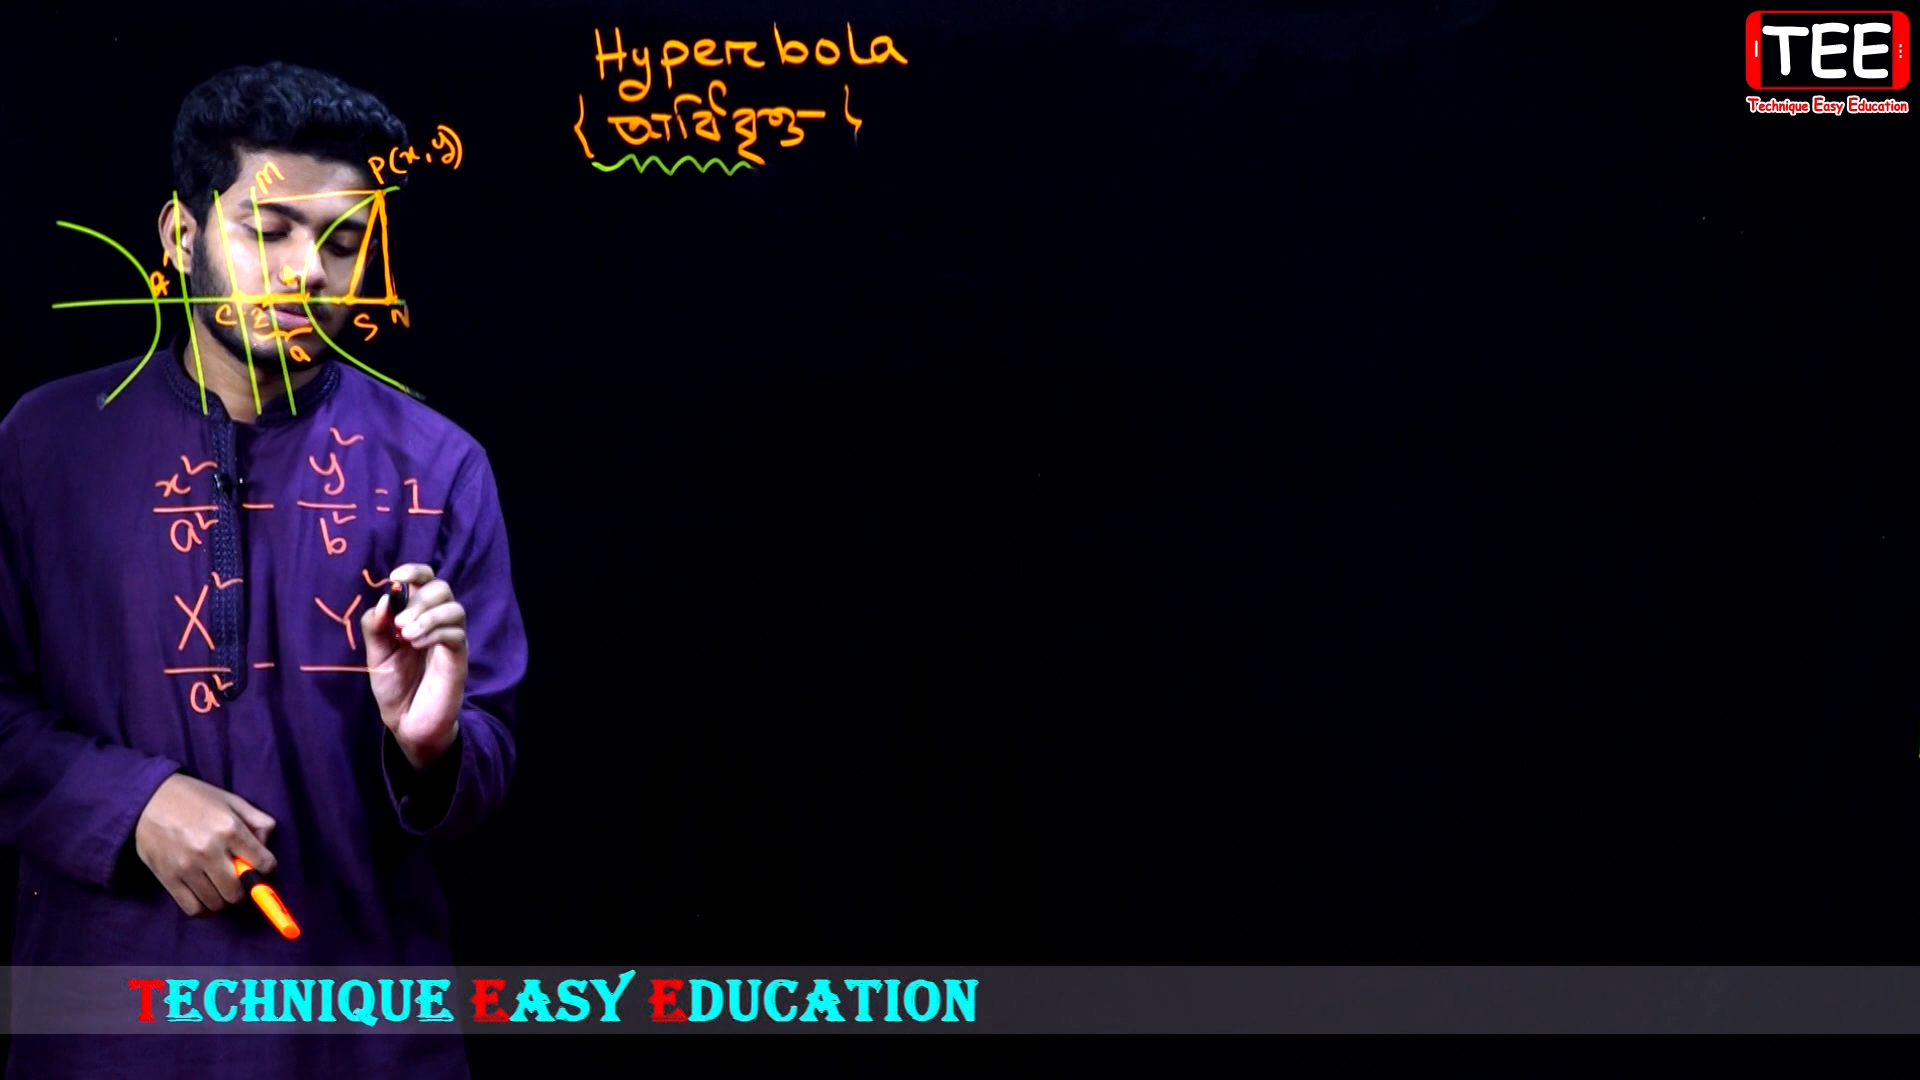 Hyperbola
{ অধিবৃত্ত }
TEE
Technique Easy Education
P(x, y)
M
A'
A
C Z S N
a
x²/a² - y²/b² = 1
X²/a² - Y²
TECHNIQUE EASY EDUCATION